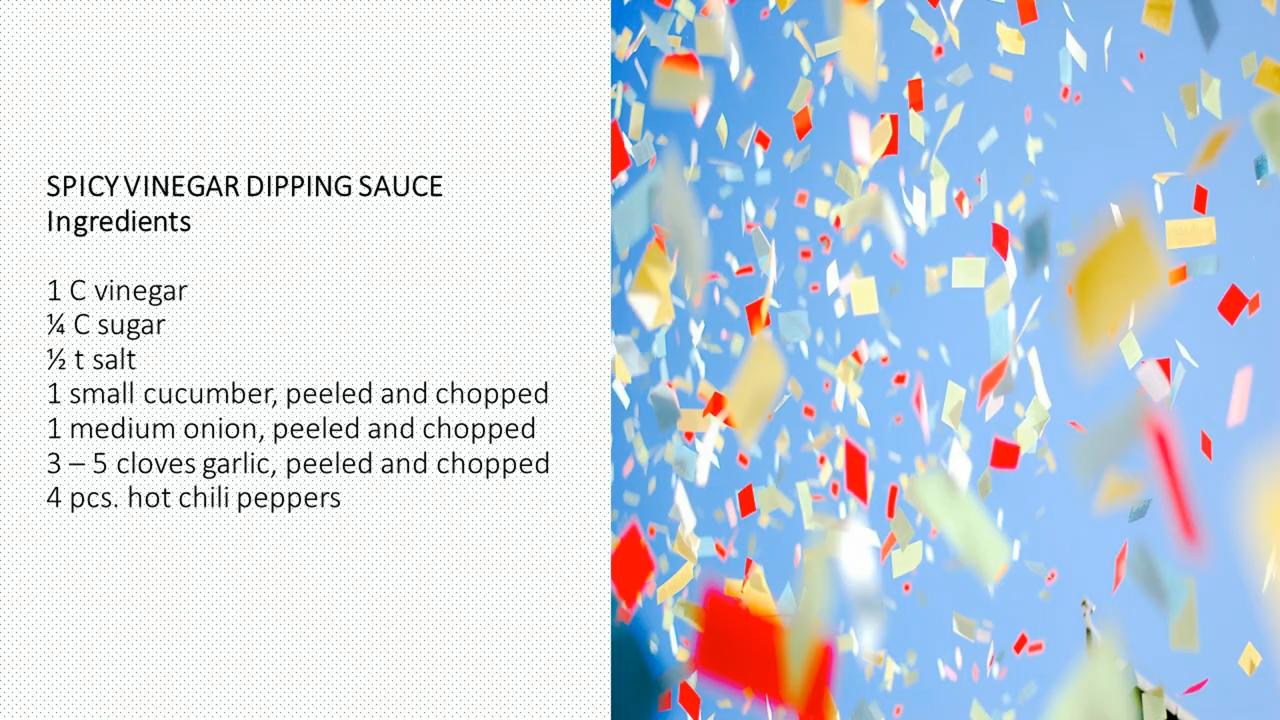 SPICY VINEGAR DIPPING SAUCE
Ingredients
1 C vinegar
¼ C sugar
½ t salt
1 small cucumber, peeled and chopped
1 medium onion, peeled and chopped
3 – 5 cloves garlic, peeled and chopped
4 pcs. hot chili peppers